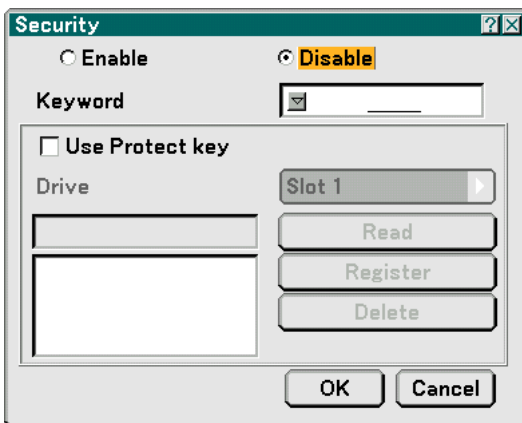 Security
Enable Disable
Keyword
Use Protect key
Drive Slot 1
Read
Register
Delete
OK Cancel